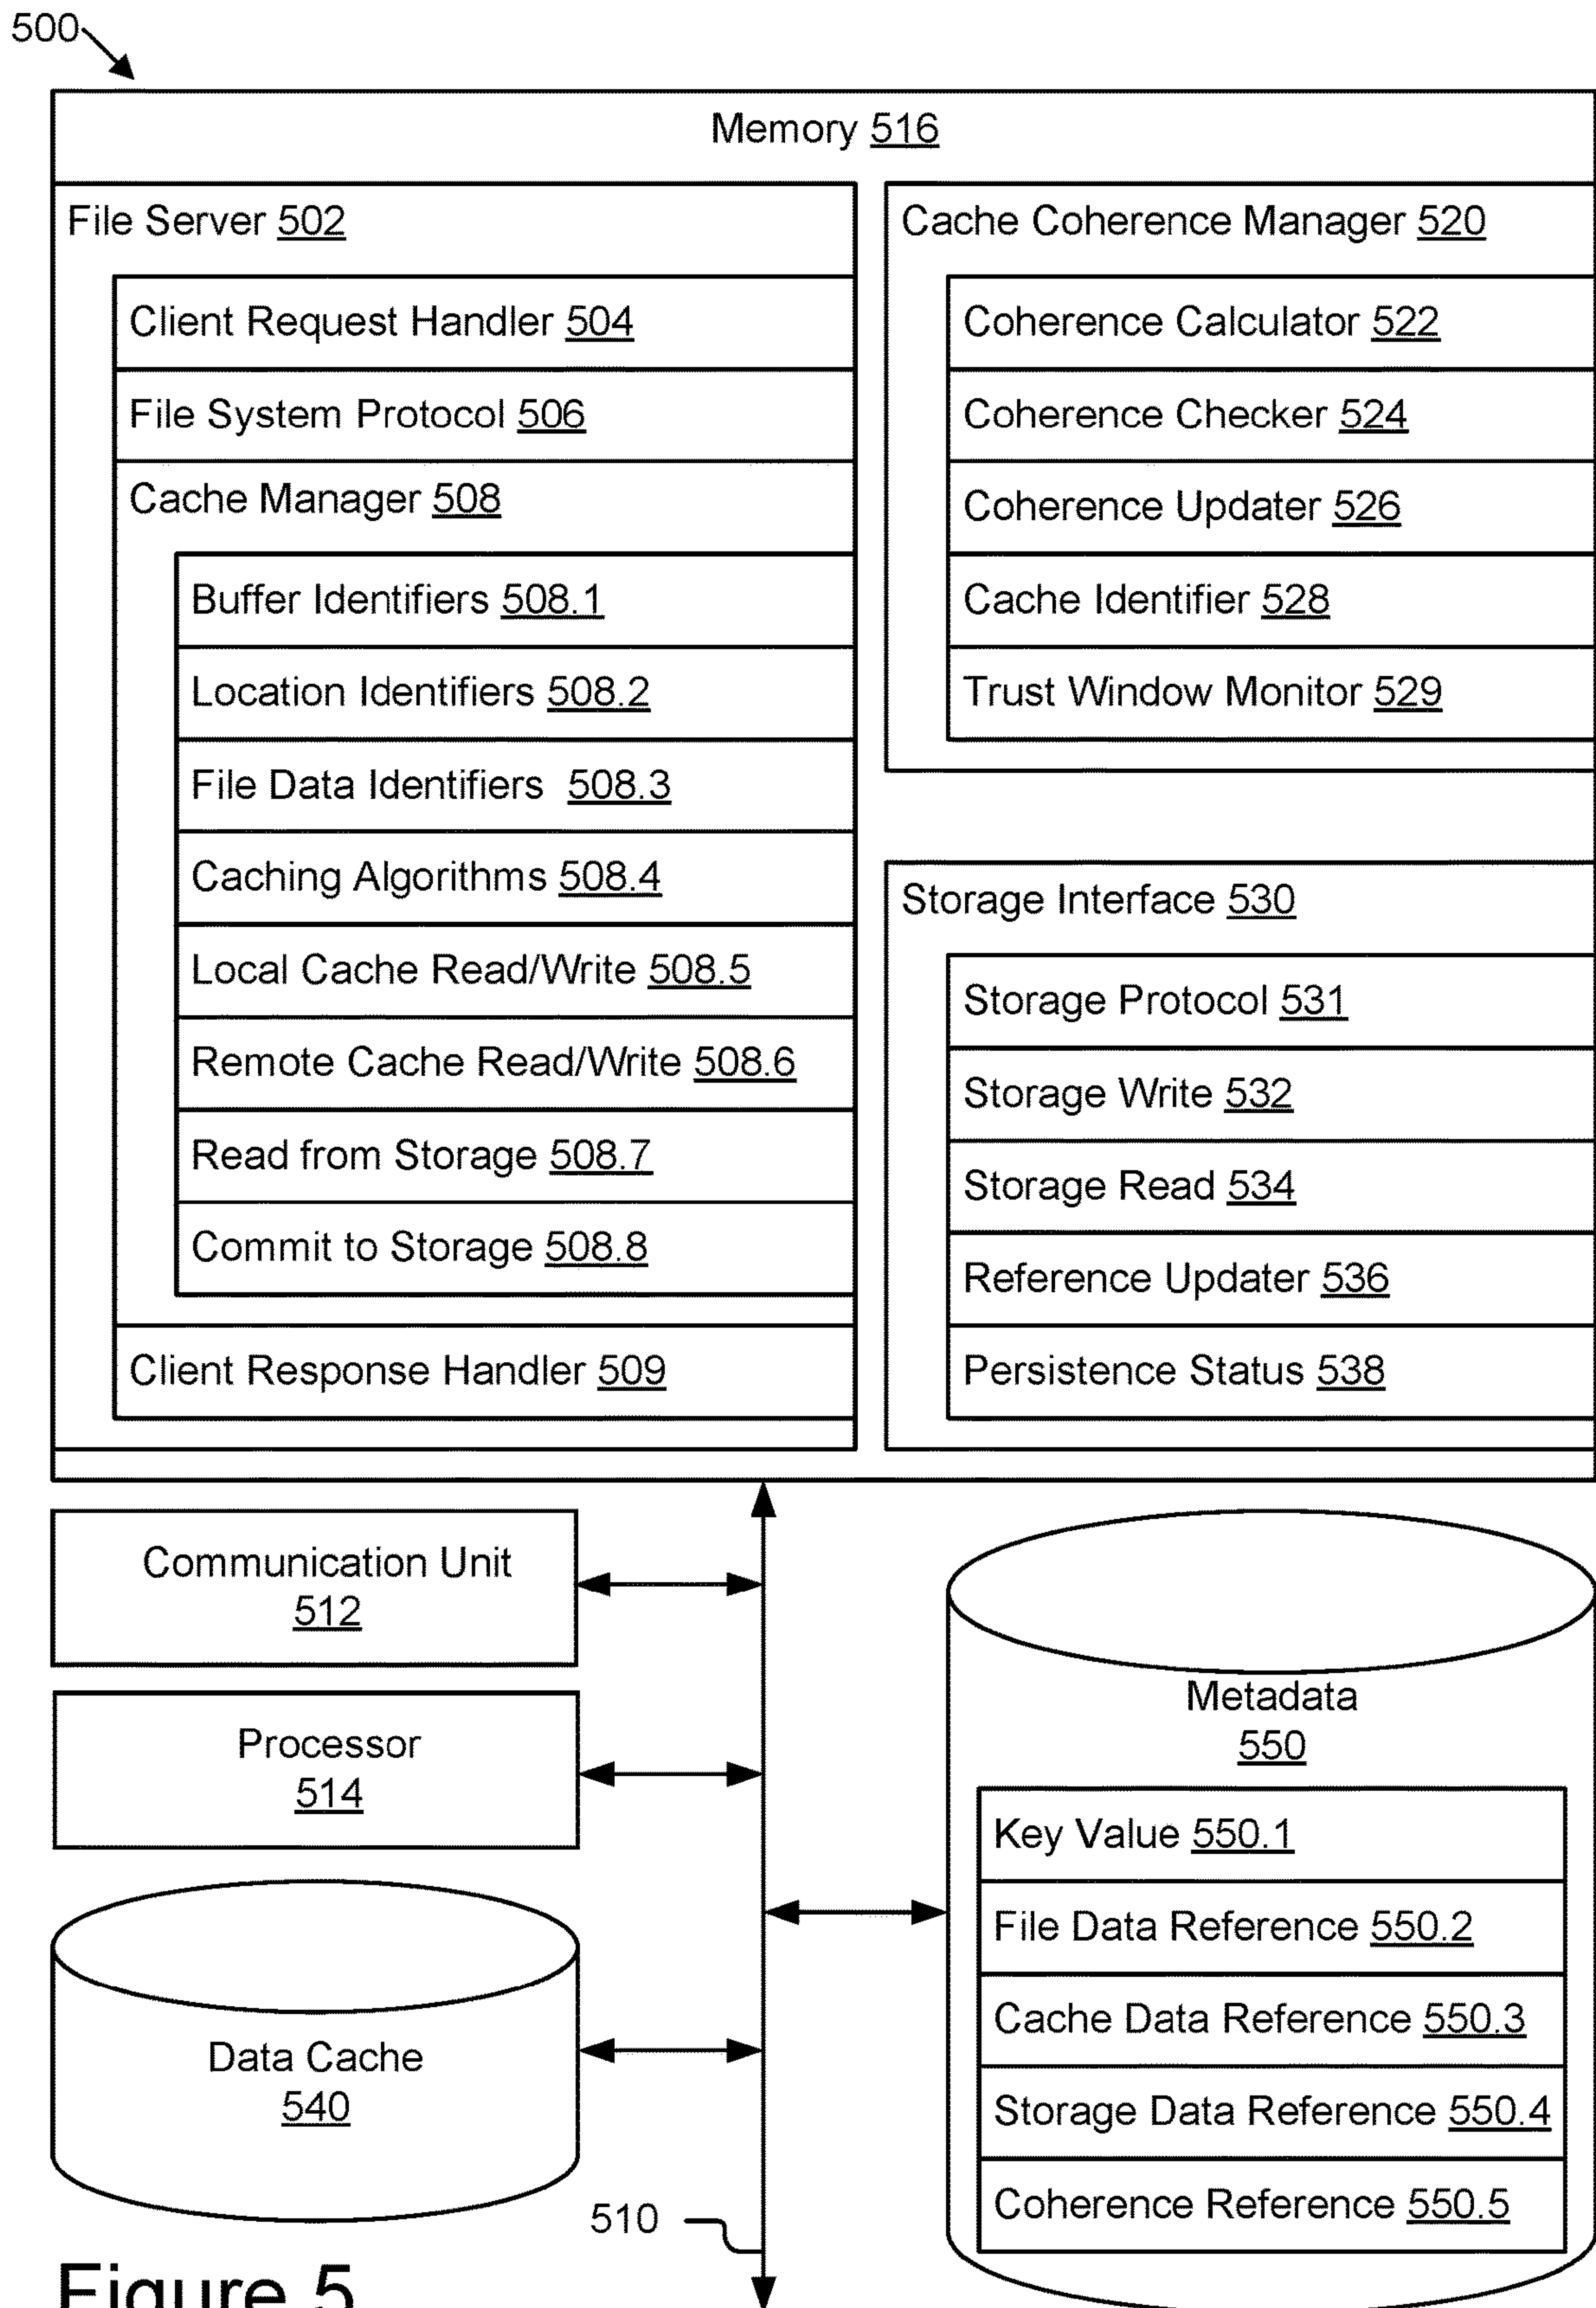 500
Memory 516
File Server 502
Client Request Handler 504
File System Protocol 506
Cache Manager 508
Buffer Identifiers 508.1
Location Identifiers 508.2
File Data Identifiers 508.3
Caching Algorithms 508.4
Local Cache Read/Write 508.5
Remote Cache Read/Write 508.6
Read from Storage 508.7
Commit to Storage 508.8
Client Response Handler 509
Cache Coherence Manager 520
Coherence Calculator 522
Coherence Checker 524
Coherence Updater 526
Cache Identifier 528
Trust Window Monitor 529
Storage Interface 530
Storage Protocol 531
Storage Write 532
Storage Read 534
Reference Updater 536
Persistence Status 538
Communication Unit
512
Processor
514
Data Cache
540
510
Metadata
550
Key Value 550.1
File Data Reference 550.2
Cache Data Reference 550.3
Storage Data Reference 550.4
Coherence Reference 550.5
Figure 5